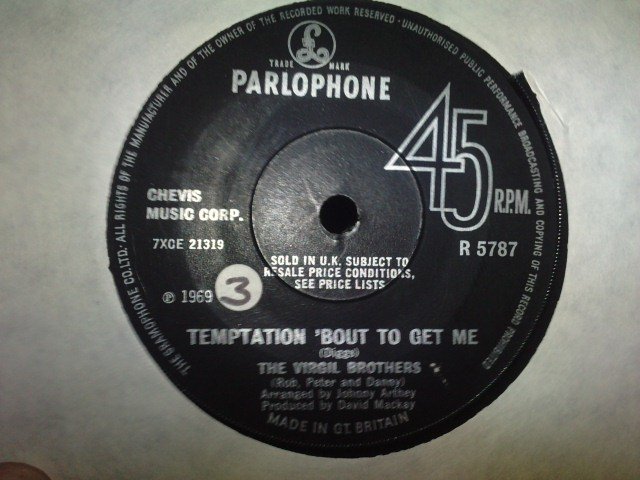 THE GRAMOPHONE CO. LTD. ALL RIGHTS OF THE MANUFACTURER AND OF THE OWNER OF THE RECORDED WORK RESERVED - UNAUTHORISED PUBLIC PERFORMANCE BROADCASTING AND COPYING OF THIS RECORD PROHIBITED
£
TRADE MARK
PARLOPHONE
45
R.P.M.
CHEVIS
MUSIC CORP.
7XCE 21319
R 5787
SOLD IN U.K. SUBJECT TO
RESALE PRICE CONDITIONS,
SEE PRICE LISTS
℗ 1969
3
TEMPTATION 'BOUT TO GET ME
(Diggs)
THE VIRGIL BROTHERS
(Rob, Peter and Danny)
Arranged by Johnny Arthey
Produced by David Mackay
MADE IN GT. BRITAIN